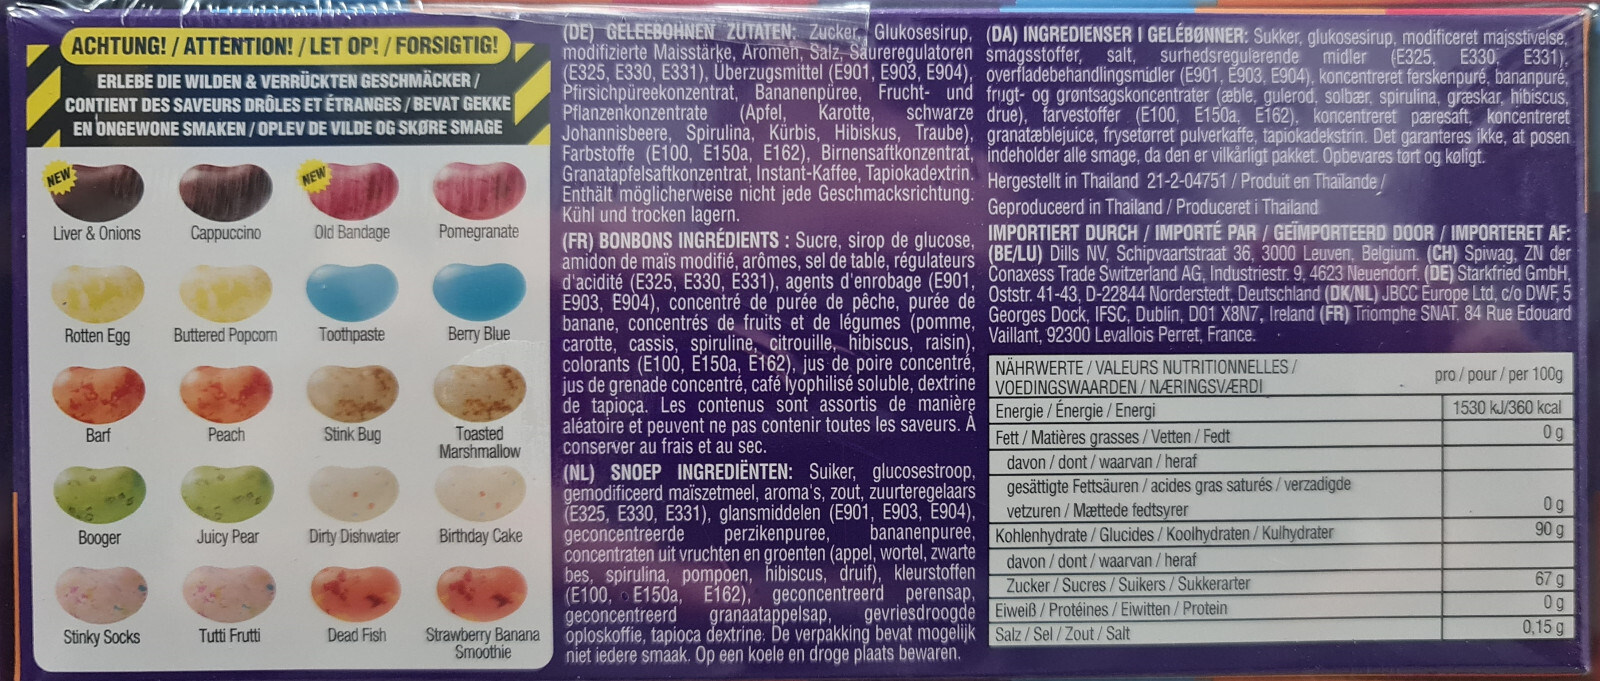 ACHTUNG! / ATTENTION! / LET OP! / FORSIGTIG!
ERLEBE DIE WILDEN & VERRÜCKTEN GESCHMÄCKER /
CONTIENT DES SAVEURS DRÔLES ET ÉTRANGES / BEVAT GEKKE
EN ONGEWONE SMAKEN / OPLEV DE VILDE OG SKØRE SMAGE
NEW
NEW
Liver & Onions
Cappuccino
Old Bandage
Pomegranate
Rotten Egg
Buttered Popcorn
Toothpaste
Berry Blue
Barf
Peach
Stink Bug
Toasted
Marshmallow
Booger
Juicy Pear
Dirty Dishwater
Birthday Cake
Stinky Socks
Tutti Frutti
Dead Fish
Strawberry Banana
Smoothie
(DE) GELEEBOHNEN ZUTATEN: Zucker, Glukosesirup,
modifizierte Maisstärke, Aromen, Salz, Säureregulatoren
(E325, E330, E331), Überzugsmittel (E901, E903, E904),
Pfirsichpüreekonzentrat, Bananenpüree, Frucht- und
Pflanzenkonzentrate (Apfel, Karotte, schwarze
Johannisbeere, Spirulina, Kürbis, Hibiskus, Traube),
Farbstoffe (E100, E150a, E162), Birnensaftkonzentrat,
Granatapfelsaftkonzentrat, Instant-Kaffee, Tapiokadextrin.
Enthält möglicherweise nicht jede Geschmacksrichtung.
Kühl und trocken lagern.
(FR) BONBONS INGRÉDIENTS : Sucre, sirop de glucose,
amidon de maïs modifié, arômes, sel de table, régulateurs
d'acidité (E325, E330, E331), agents d'enrobage (E901,
E903, E904), concentré de purée de pêche, purée de
banane, concentrés de fruits et de légumes (pomme,
carotte, cassis, spiruline, citrouille, hibiscus, raisin),
colorants (E100, E150a, E162), jus de poire concentré,
jus de grenade concentré, café lyophilisé soluble, dextrine
de tapioca. Les contenus sont assortis de manière
aléatoire et peuvent ne pas contenir toutes les saveurs. À
conserver au frais et au sec.
(NL) SNOEP INGREDIËNTEN: Suiker, glucosestroop,
gemodificeerd maïszetmeel, aroma's, zout, zuurteregelaars
(E325, E330, E331), glansmiddelen (E901, E903, E904),
geconcentreerde perzikenpuree, bananenpuree,
concentraten uit vruchten en groenten (appel, wortel, zwarte
bes, spirulina, pompoen, hibiscus, druif), kleurstoffen
(E100, E150a, E162), geconcentreerd perensap,
geconcentreerd granaatappelsap, gevriesdroogde
oploskoffie, tapioca dextrine. De verpakking bevat mogelijk
niet iedere smaak. Op een koele en droge plaats bewaren.
(DA) INGREDIENSER I GELÉBØNNER: Sukker, glukosesirup, modificeret majsstivelse,
smagsstoffer, salt, surhedsregulerende midler (E325, E330, E331),
overfladebehandlingsmidler (E901, E903, E904), koncentreret ferskenpuré, bananpuré,
frugt- og grøntsagskoncentrater (æble, gulerod, solbær, spirulina, græskar, hibiscus,
drue), farvestoffer (E100, E150a, E162), koncentreret pæresaft, koncentreret
granatæblejuice, frysetørret pulverkaffe, tapiokadekstrin. Det garanteres ikke, at posen
indeholder alle smage, da den er vilkårligt pakket. Opbevares tørt og køligt.
Hergestellt in Thailand 21-2-04751 / Produit en Thaïlande /
Geproduceerd in Thailand / Produceret i Thailand
IMPORTIERT DURCH / IMPORTÉ PAR / GEÏMPORTEERD DOOR / IMPORTERET AF:
(BE/LU) Dills NV, Schipvaartstraat 36, 3000 Leuven, Belgium. (CH) Spiwag, ZN der
Conaxess Trade Switzerland AG, Industriestr. 9, 4623 Neuendorf. (DE) Starkfried GmbH,
Oststr. 41-43, D-22844 Norderstedt, Deutschland (DK/NL) JBCC Europe Ltd, c/o DWF, 5
Georges Dock, IFSC, Dublin, D01 X8N7, Ireland (FR) Triomphe SNAT, 84 Rue Edouard
Vaillant, 92300 Levallois Perret, France.
NÄHRWERTE / VALEURS NUTRITIONNELLES /
VOEDINGSWAARDEN / NÆRINGSVÆRDI
pro / pour / per 100g
Energie / Énergie / Energi 1530 kJ/360 kcal
Fett / Matières grasses / Vetten / Fedt 0 g
davon / dont / waarvan / heraf
gesättigte Fettsäuren / acides gras saturés / verzadigde
vetzuren / Mættede fedtsyrer 0 g
Kohlenhydrate / Glucides / Koolhydraten / Kulhydrater 90 g
davon / dont / waarvan / heraf
Zucker / Sucres / Suikers / Sukkerarter 67 g
Eiweiß / Protéines / Eiwitten / Protein 0 g
Salz / Sel / Zout / Salt 0,15 g